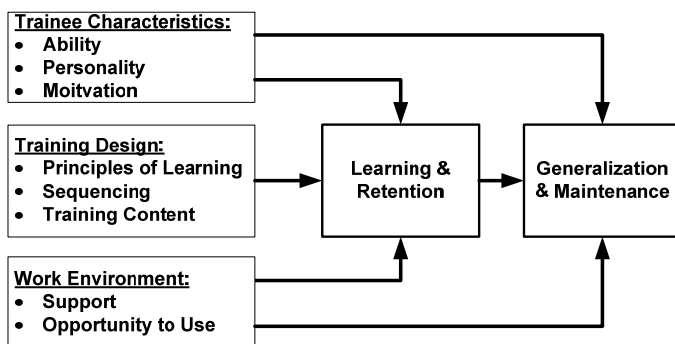 Trainee Characteristics:
• Ability
• Personality
• Moitvation
Training Design:
• Principles of Learning
• Sequencing
• Training Content
Learning &
Retention
Generalization
& Maintenance
Work Environment:
• Support
• Opportunity to Use